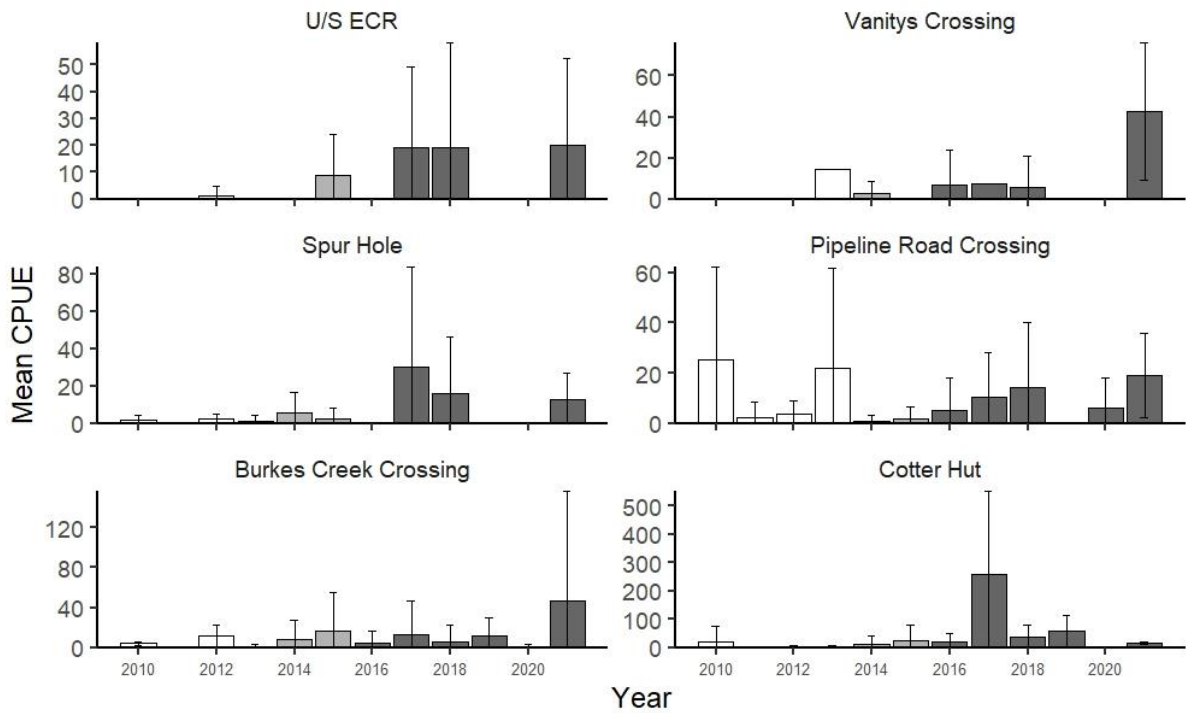 U/S ECR
Vanitys Crossing
50
40
30
20
10
0
60
40
20
0
Spur Hole
Pipeline Road Crossing
80
60
40
20
0
60
40
20
0
Mean CPUE
Burkes Creek Crossing
Cotter Hut
120
80
40
0
500
400
300
200
100
0
2010 2012 2014 2016 2018 2020
2010 2012 2014 2016 2018 2020
Year